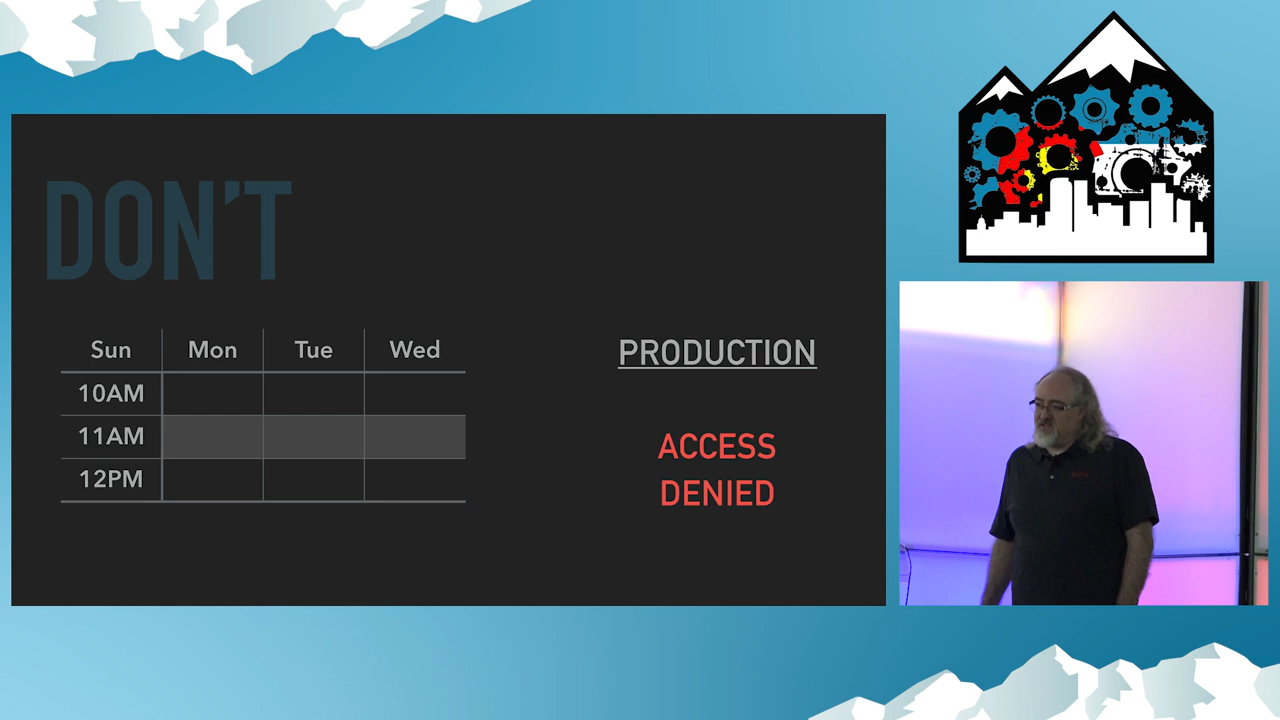 DON'T
Sun Mon Tue Wed
10AM
11AM
12PM
PRODUCTION
ACCESS
DENIED